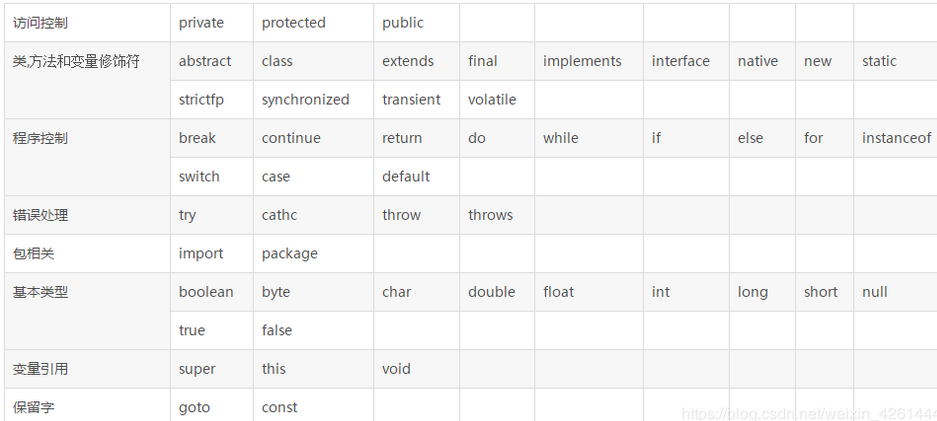 访问控制 private protected public
类,方法和变量修饰符 abstract class extends final implements interface native new static
strictfp synchronized transient volatile
程序控制 break continue return do while if else for instanceof
switch case default
错误处理 try cathc throw throws
包相关 import package
基本类型 boolean byte char double float int long short null
true false
变量引用 super this void
保留字 goto const
https://blog.csdn.net/weixin_4261444